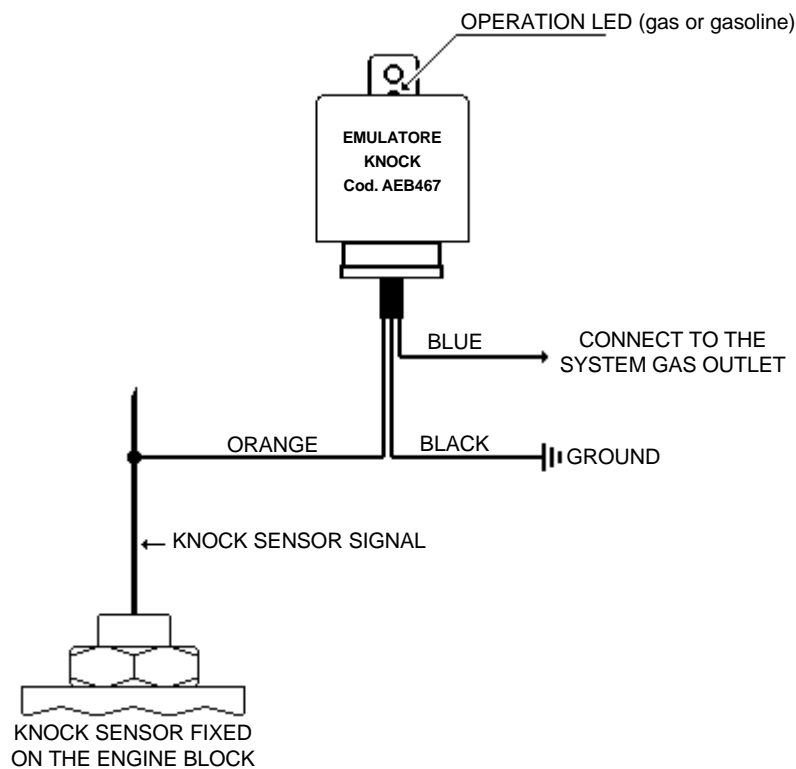 OPERATION LED (gas or gasoline)
EMULATORE
KNOCK
Cod. AEB467
BLUE
CONNECT TO THE
SYSTEM GAS OUTLET
ORANGE
BLACK
GROUND
KNOCK SENSOR SIGNAL
KNOCK SENSOR FIXED
ON THE ENGINE BLOCK